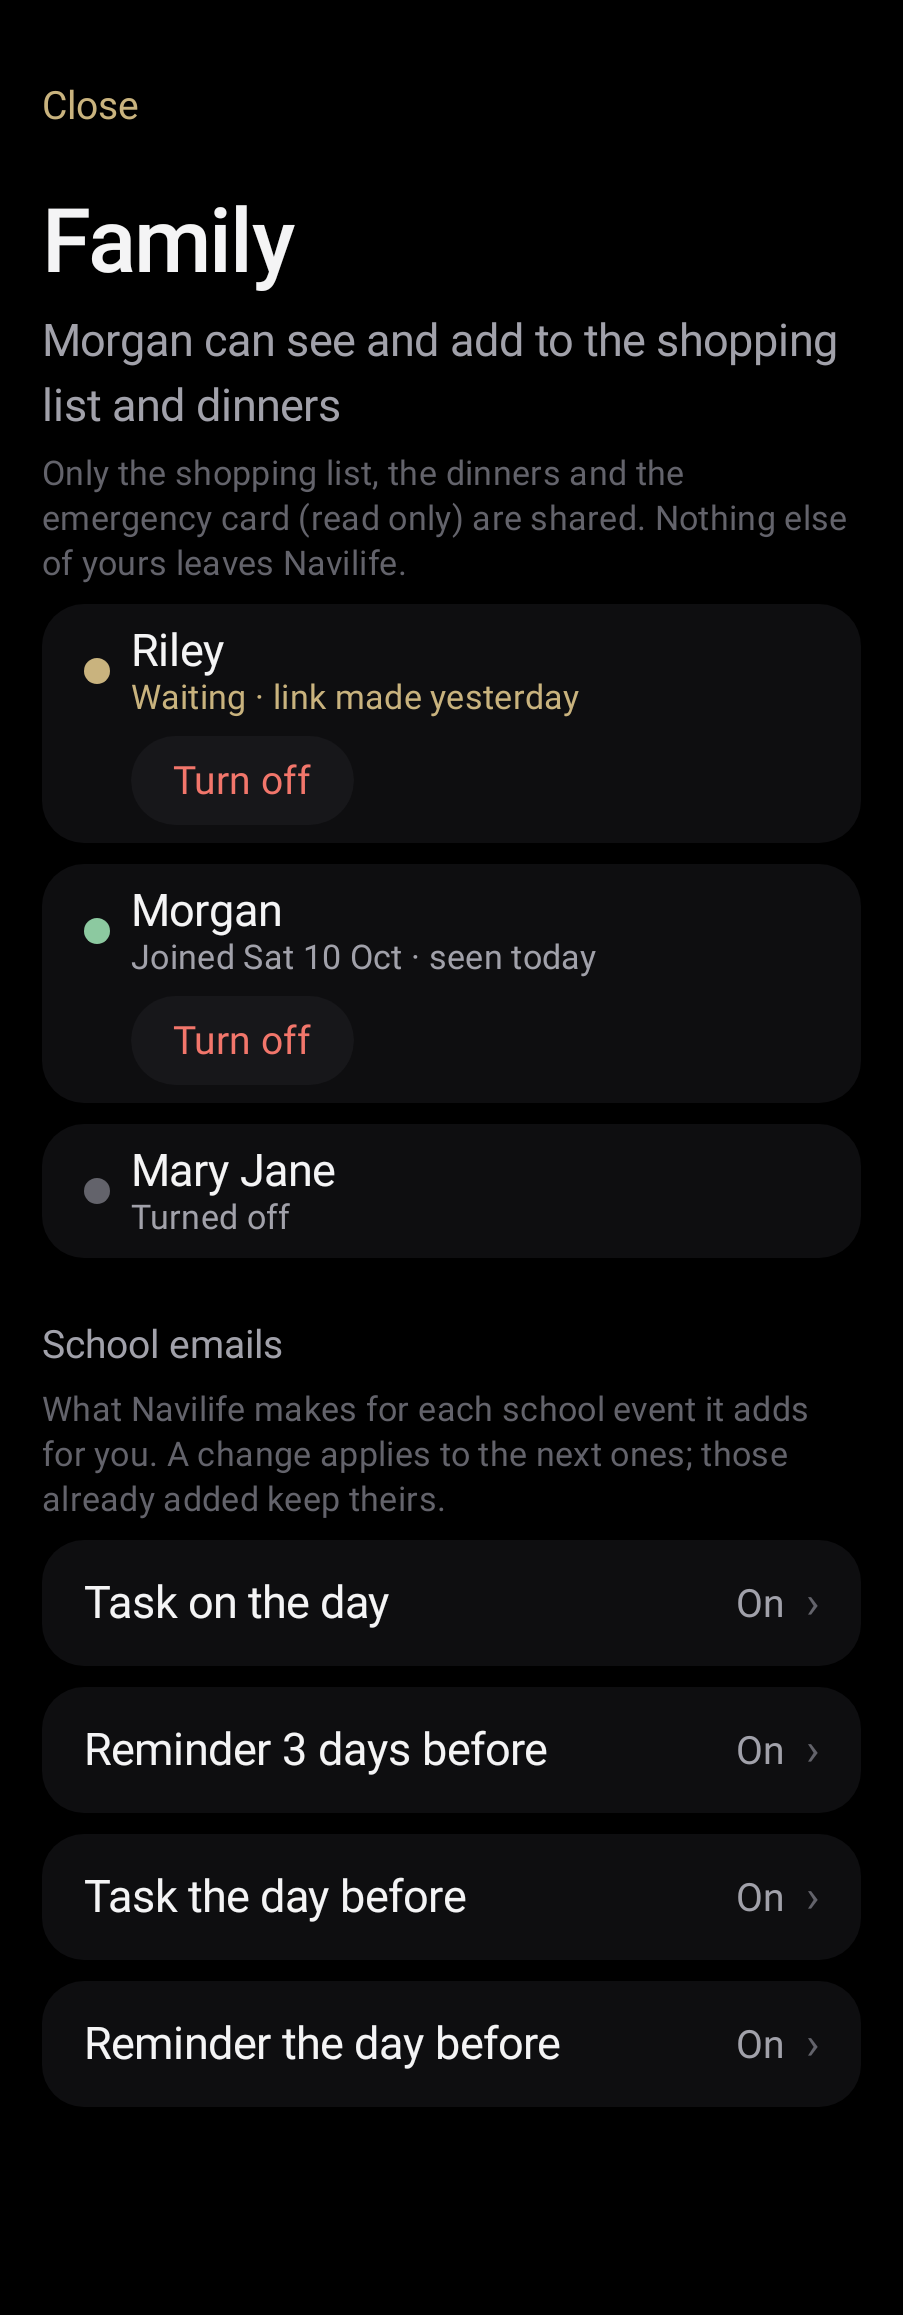 Close
Family
Morgan can see and add to the shopping
list and dinners
Only the shopping list, the dinners and the
emergency card (read only) are shared. Nothing else
of yours leaves Navilife.
Riley
Waiting · link made yesterday
Turn off
Morgan
Joined Sat 10 Oct · seen today
Turn off
Mary Jane
Turned off
School emails
What Navilife makes for each school event it adds
for you. A change applies to the next ones; those
already added keep theirs.
Task on the day On ›
Reminder 3 days before On ›
Task the day before On ›
Reminder the day before On ›